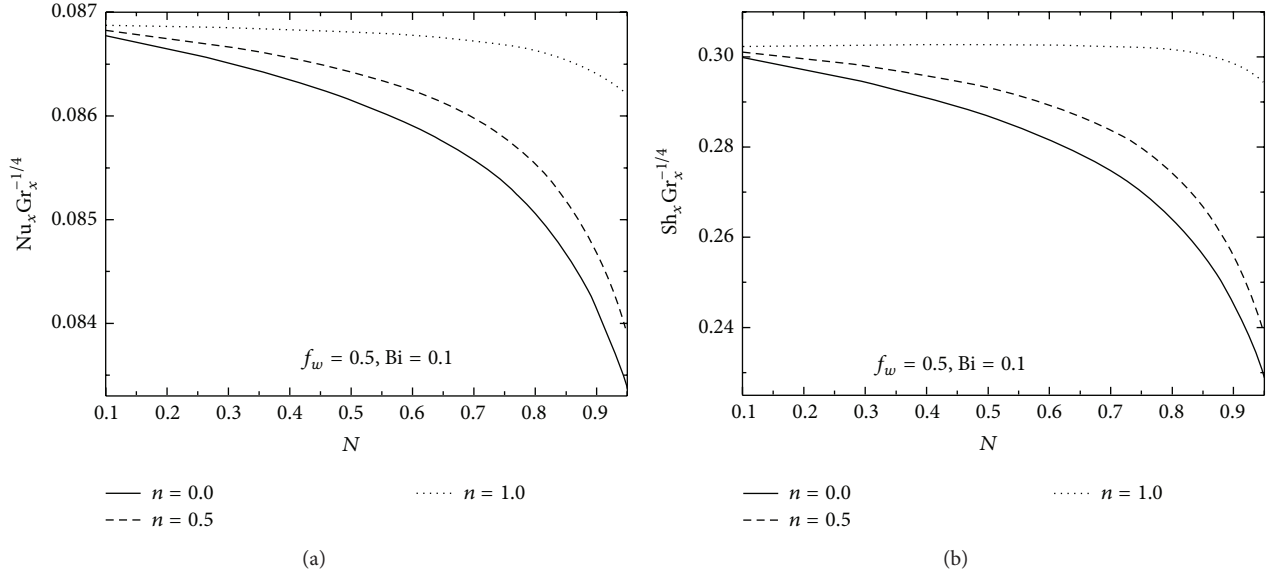 0.087
0.086
0.085
0.084
Nu_x Gr_x^{-1/4}
f_w = 0.5, Bi = 0.1
0.1 0.2 0.3 0.4 0.5 0.6 0.7 0.8 0.9
N
n = 0.0
n = 0.5
n = 1.0
(a)
0.30
0.28
0.26
0.24
Sh_x Gr_x^{-1/4}
f_w = 0.5, Bi = 0.1
0.1 0.2 0.3 0.4 0.5 0.6 0.7 0.8 0.9
N
n = 0.0
n = 0.5
n = 1.0
(b)